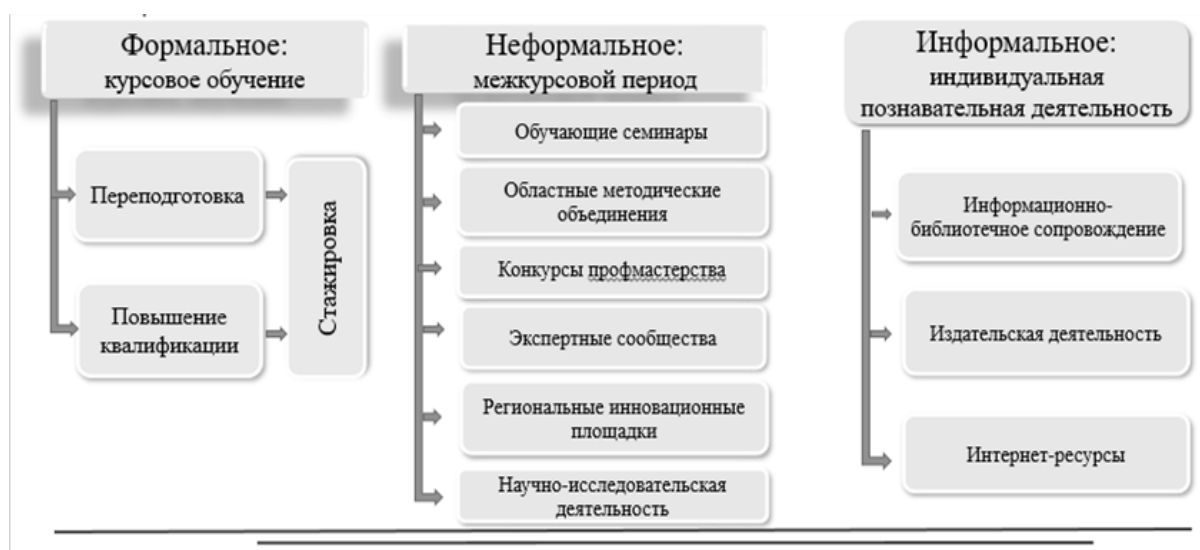 Формальное:
курсовое обучение
Переподготовка
Повышение
квалификации
Стажировка
Неформальное:
межкурсовой период
Обучающие семинары
Областные методические
объединения
Конкурсы профмастерства
Экспертные сообщества
Региональные инновационные
площадки
Научно-исследовательская
деятельность
Информальное:
индивидуальная
познавательная деятельность
Информационно-
библиотечное сопровождение
Издательская деятельность
Интернет-ресурсы